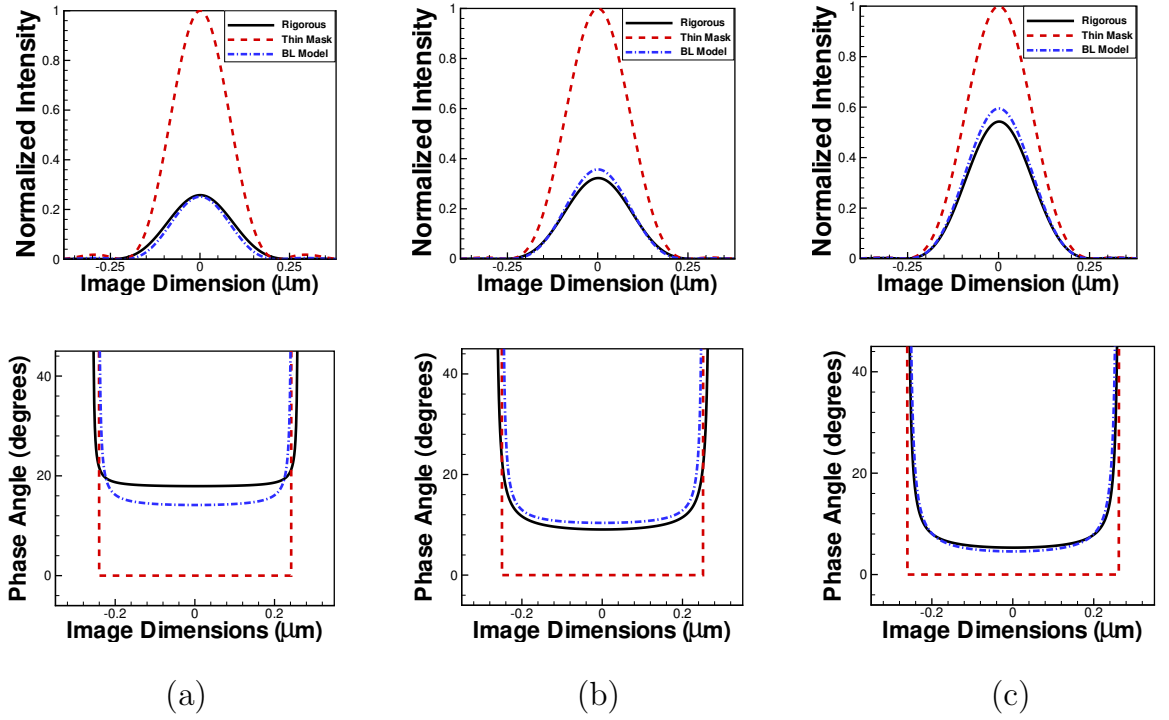 Normalized Intensity
1
0.8
0.6
0.4
0.2
0
-0.25
0
0.25
Image Dimension (μm)
Rigorous
Thin Mask
BL Model
Normalized Intensity
1
0.8
0.6
0.4
0.2
0
-0.25
0
0.25
Image Dimension (μm)
Rigorous
Thin Mask
BL Model
Normalized Intensity
1
0.8
0.6
0.4
0.2
0
-0.25
0
0.25
Image Dimension (μm)
Rigorous
Thin Mask
BL Model
Phase Angle (degrees)
40
20
0
-0.2
0
0.2
Image Dimensions (μm)
Phase Angle (degrees)
40
20
0
-0.2
0
0.2
Image Dimensions (μm)
Phase Angle (degrees)
40
20
0
-0.2
0
0.2
Image Dimensions (μm)
(a)
(b)
(c)